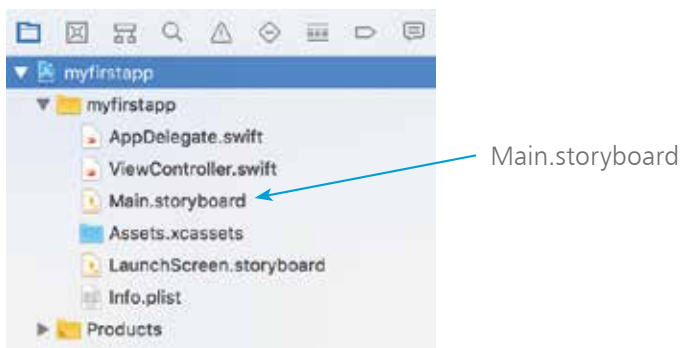 myfirstapp
myfirstapp
AppDelegate.swift
ViewController.swift
Main.storyboard
Main.storyboard
Assets.xcassets
LaunchScreen.storyboard
Info.plist
Products